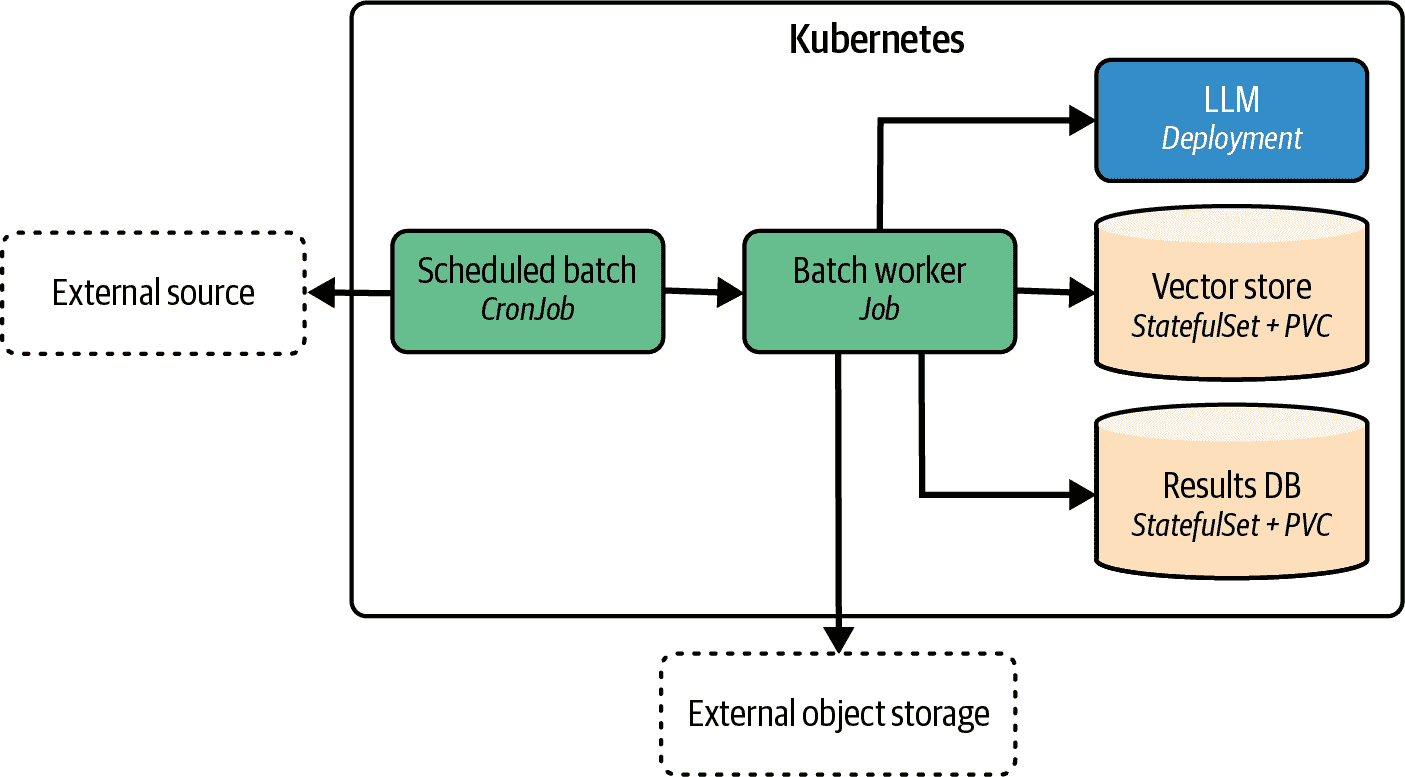 Kubernetes
LLM
Deployment
External source
Scheduled batch
CronJob
Batch worker
Job
Vector store
StatefulSet + PVC
Results DB
StatefulSet + PVC
External object storage